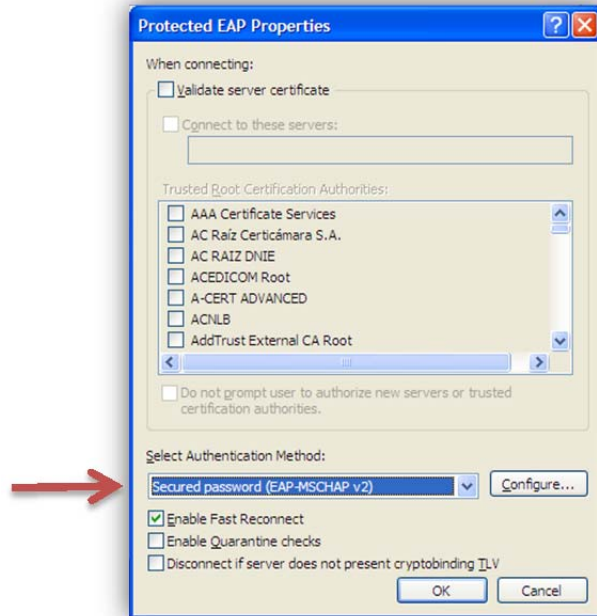 Protected EAP Properties
When connecting:
Validate server certificate
Connect to these servers:
Trusted Root Certification Authorities:
AAA Certificate Services
AC Raíz Certicámara S.A.
AC RAIZ DNIE
ACEDICOM Root
A-CERT ADVANCED
ACNLB
AddTrust External CA Root
Do not prompt user to authorize new servers or trusted
certification authorities.
Select Authentication Method:
Secured password (EAP-MSCHAP v2)
Configure...
Enable Fast Reconnect
Enable Quarantine checks
Disconnect if server does not present cryptobinding TLV
OK
Cancel